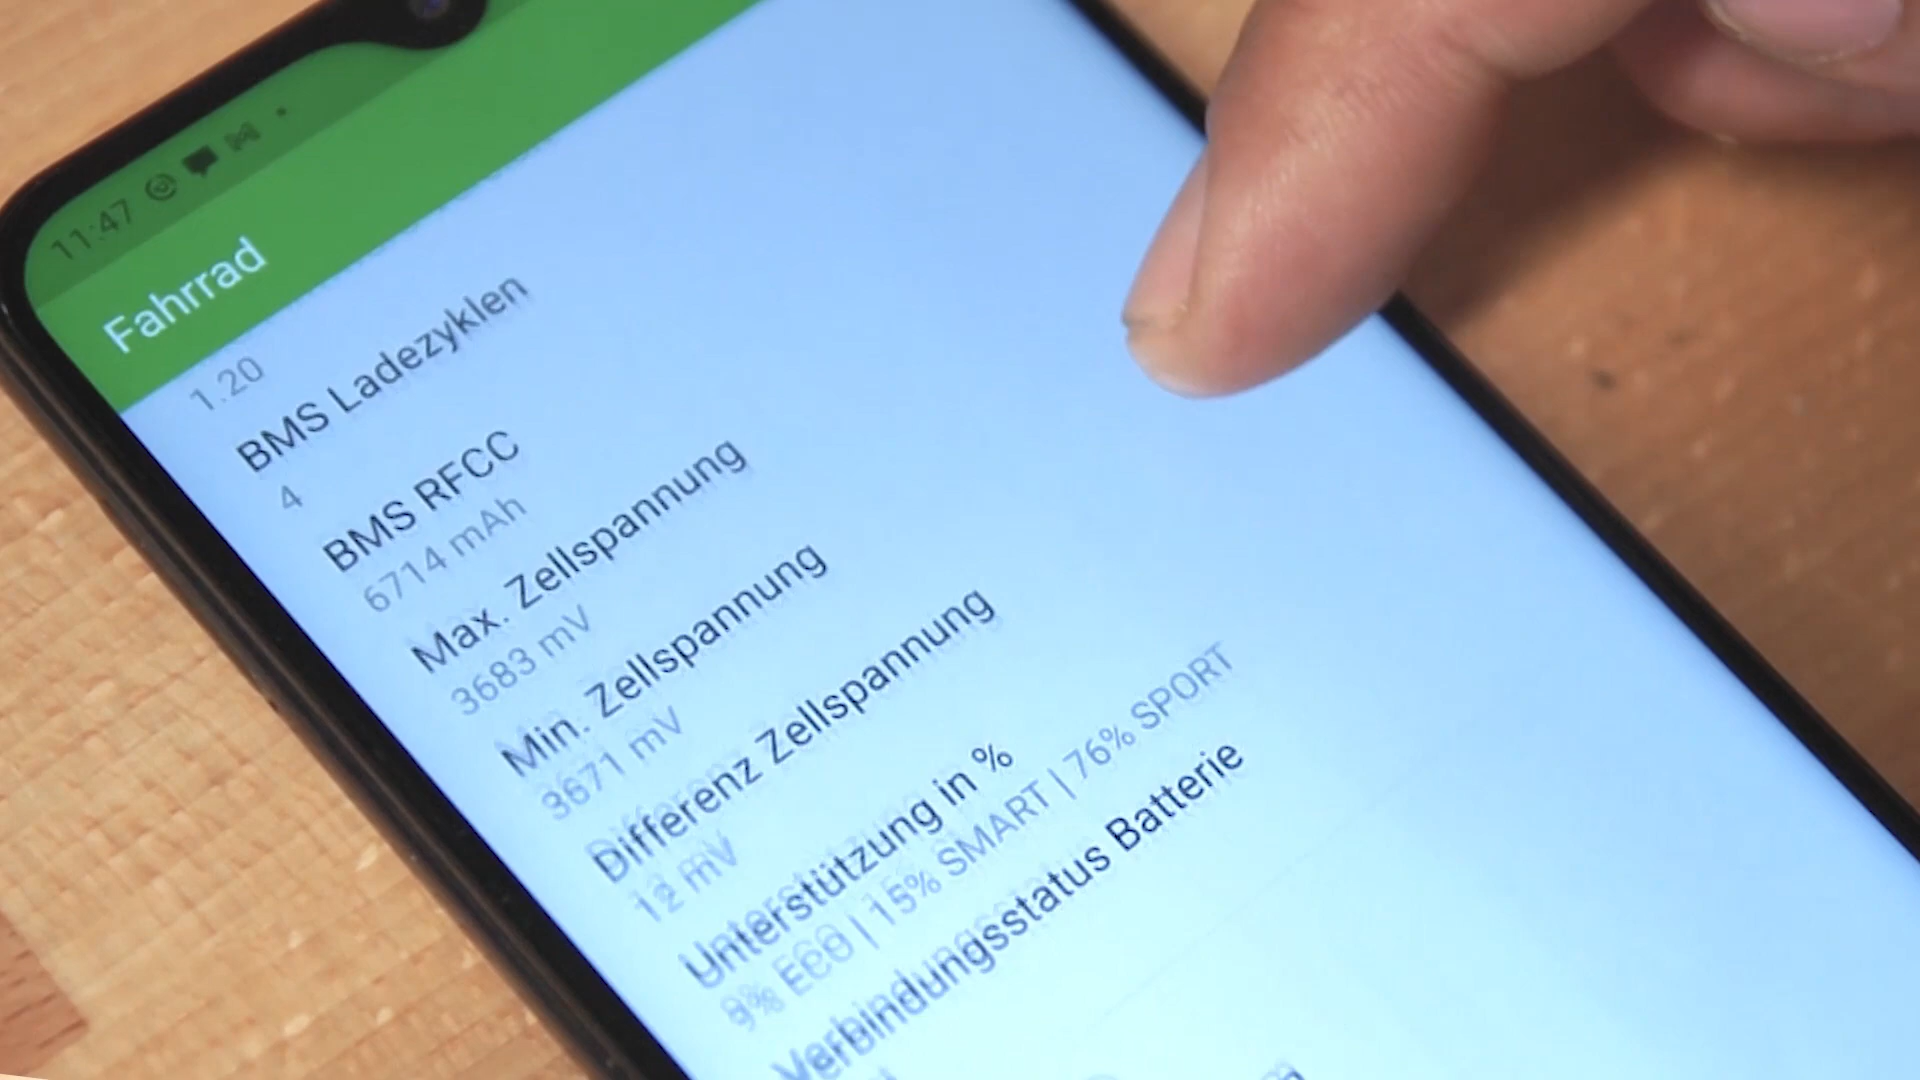 11:47
Fahrrad
1.20
BMS Ladezyklen
4
BMS RFCC
6714 mAh
Max. Zellspannung
3683 mV
Min. Zellspannung
3671 mV
Differenz Zellspannung
12 mV
Unterstützung in %
9% ECO | 15% SMART | 76% SPORT
Verbindungsstatus Batterie